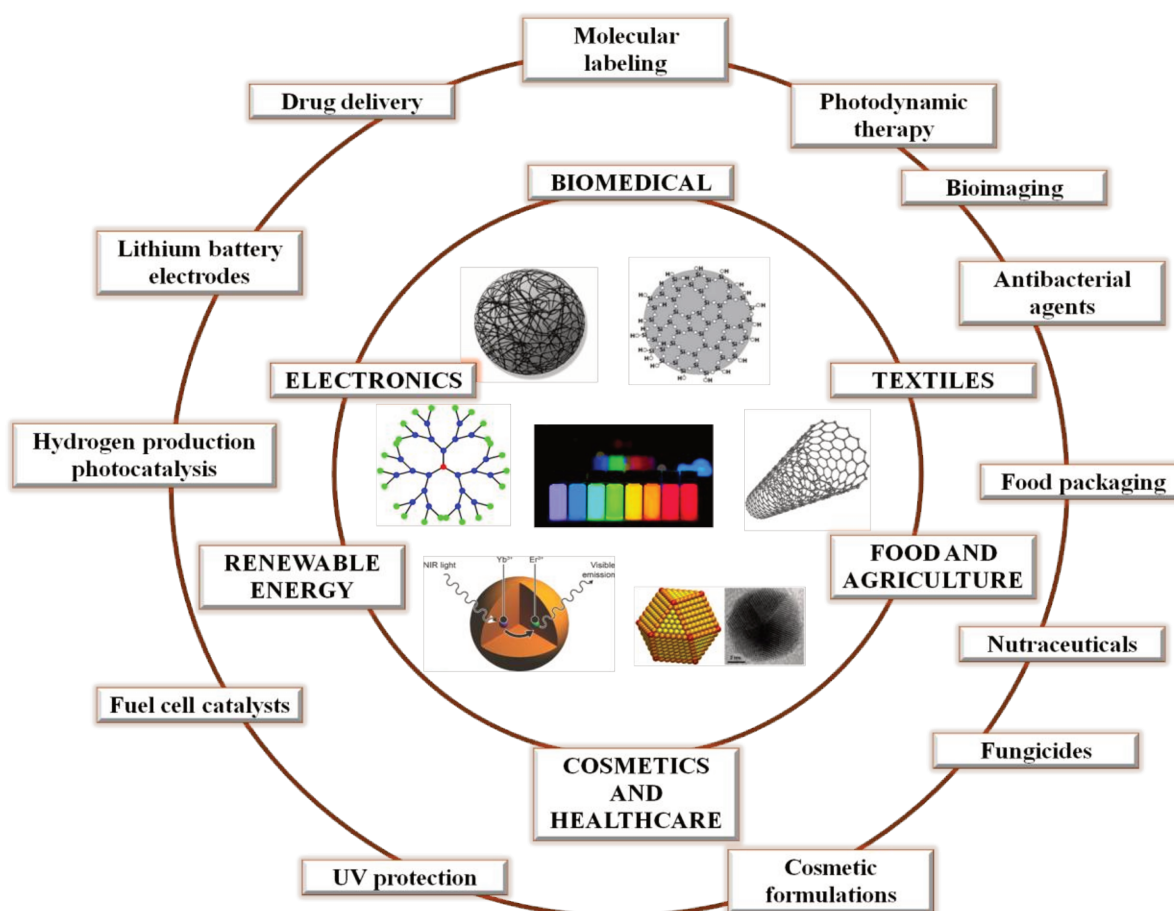 Molecular
labeling
Drug delivery
Photodynamic
therapy
BIOMEDICAL
Bioimaging
Lithium battery
electrodes
Antibacterial
agents
ELECTRONICS
TEXTILES
Hydrogen production
photocatalysis
Food packaging
RENEWABLE
ENERGY
FOOD AND
AGRICULTURE
NIR light
Yb³⁺
Er³⁺
Visible
emission
Nutraceuticals
Fuel cell catalysts
Fungicides
COSMETICS
AND
HEALTHCARE
UV protection
Cosmetic
formulations